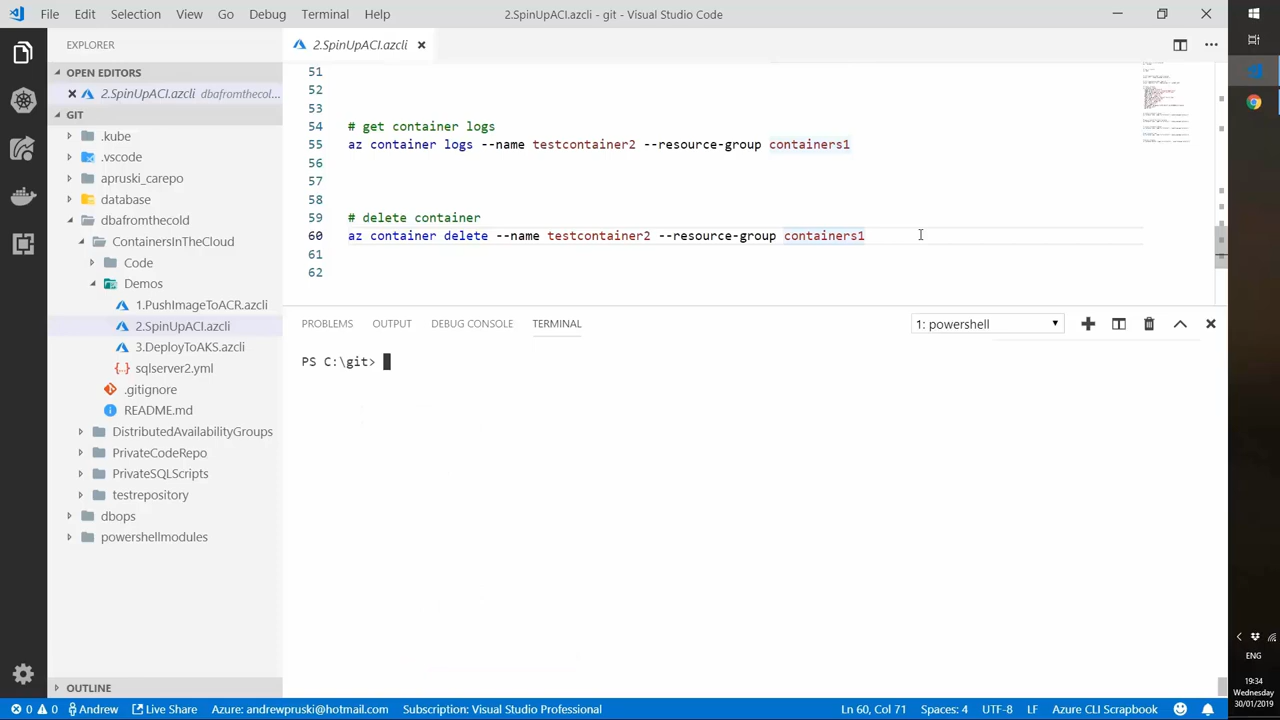 File Edit Selection View Go Debug Terminal Help
2.SpinUpACI.azcli - git - Visual Studio Code
EXPLORER
2.SpinUpACI.azcli
OPEN EDITORS
2.SpinUpACI.azcli dbafromthecol...
GIT
.kube
.vscode
apruski_carepo
database
dbafromthecold
ContainersInTheCloud
Code
Demos
1.PushImageToACR.azcli
2.SpinUpACI.azcli
3.DeployToAKS.azcli
sqlserver2.yml
.gitignore
README.md
DistributedAvailabilityGroups
PrivateCodeRepo
PrivateSQLScripts
testrepository
dbops
powershellmodules
OUTLINE
51
52
53
54 # get container logs
55 az container logs --name testcontainer2 --resource-group containers1
56
57
58
59 # delete container
60 az container delete --name testcontainer2 --resource-group containers1
61
62
PROBLEMS OUTPUT DEBUG CONSOLE TERMINAL
1: powershell
PS C:\git>
0 0 Andrew Live Share Azure: andrewpruski@hotmail.com Subscription: Visual Studio Professional
Ln 60, Col 71 Spaces: 4 UTF-8 LF Azure CLI Scrapbook
ENG
19:34
Wednesday
30/01/2019